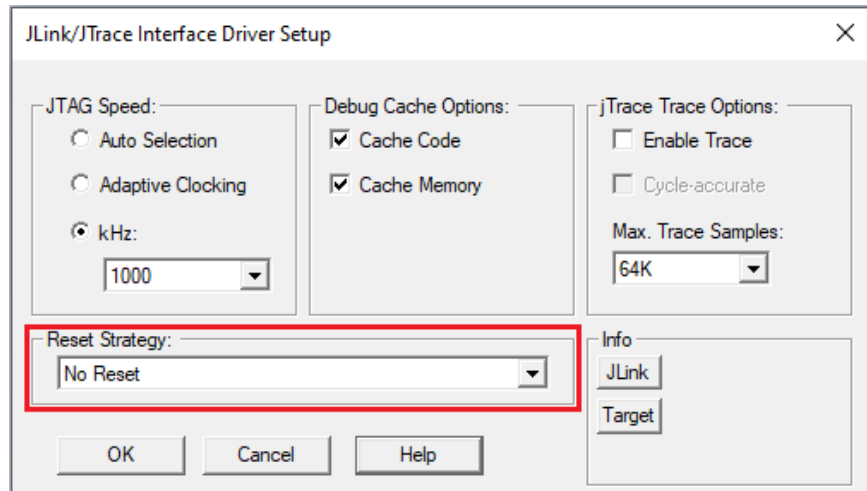 JLink/JTrace Interface Driver Setup
JTAG Speed:
Auto Selection
Adaptive Clocking
kHz:
1000
Debug Cache Options:
Cache Code
Cache Memory
jTrace Trace Options:
Enable Trace
Cycle-accurate
Max. Trace Samples:
64K
Reset Strategy:
No Reset
Info
JLink
Target
OK
Cancel
Help